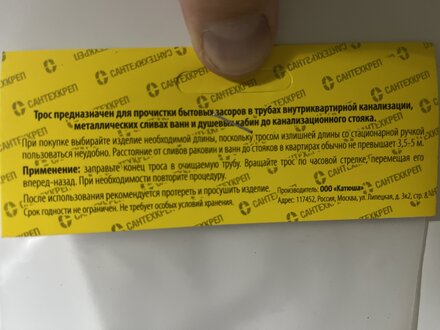 САНТЕХКРЕП
Трос предназначен для прочистки бытовых засоров в трубах внутриквартирной канализации,
металлических сливах ванн и душевых кабин до канализационного стояка.
При покупке выбирайте изделие необходимой длины, поскольку тросом излишней длины со стационарной ручкой
пользоваться неудобно. Расстояние от сливов раковин и ванн до стояков в квартирах обычно не превышает 3,5-5 м.
Применение: заправьте конец троса в очищаемую трубу. Вращайте трос по часовой стрелке, перемещая его
вперед-назад. При необходимости повторите процедуру.
После использования рекомендуется протереть и просушить изделие.
Срок годности не ограничен. Не требует особых условий хранения.
Производитель: ООО «Катюша»
Адрес: 117452, Россия, Москва, ул. Липецкая, д. 3к2, стр.